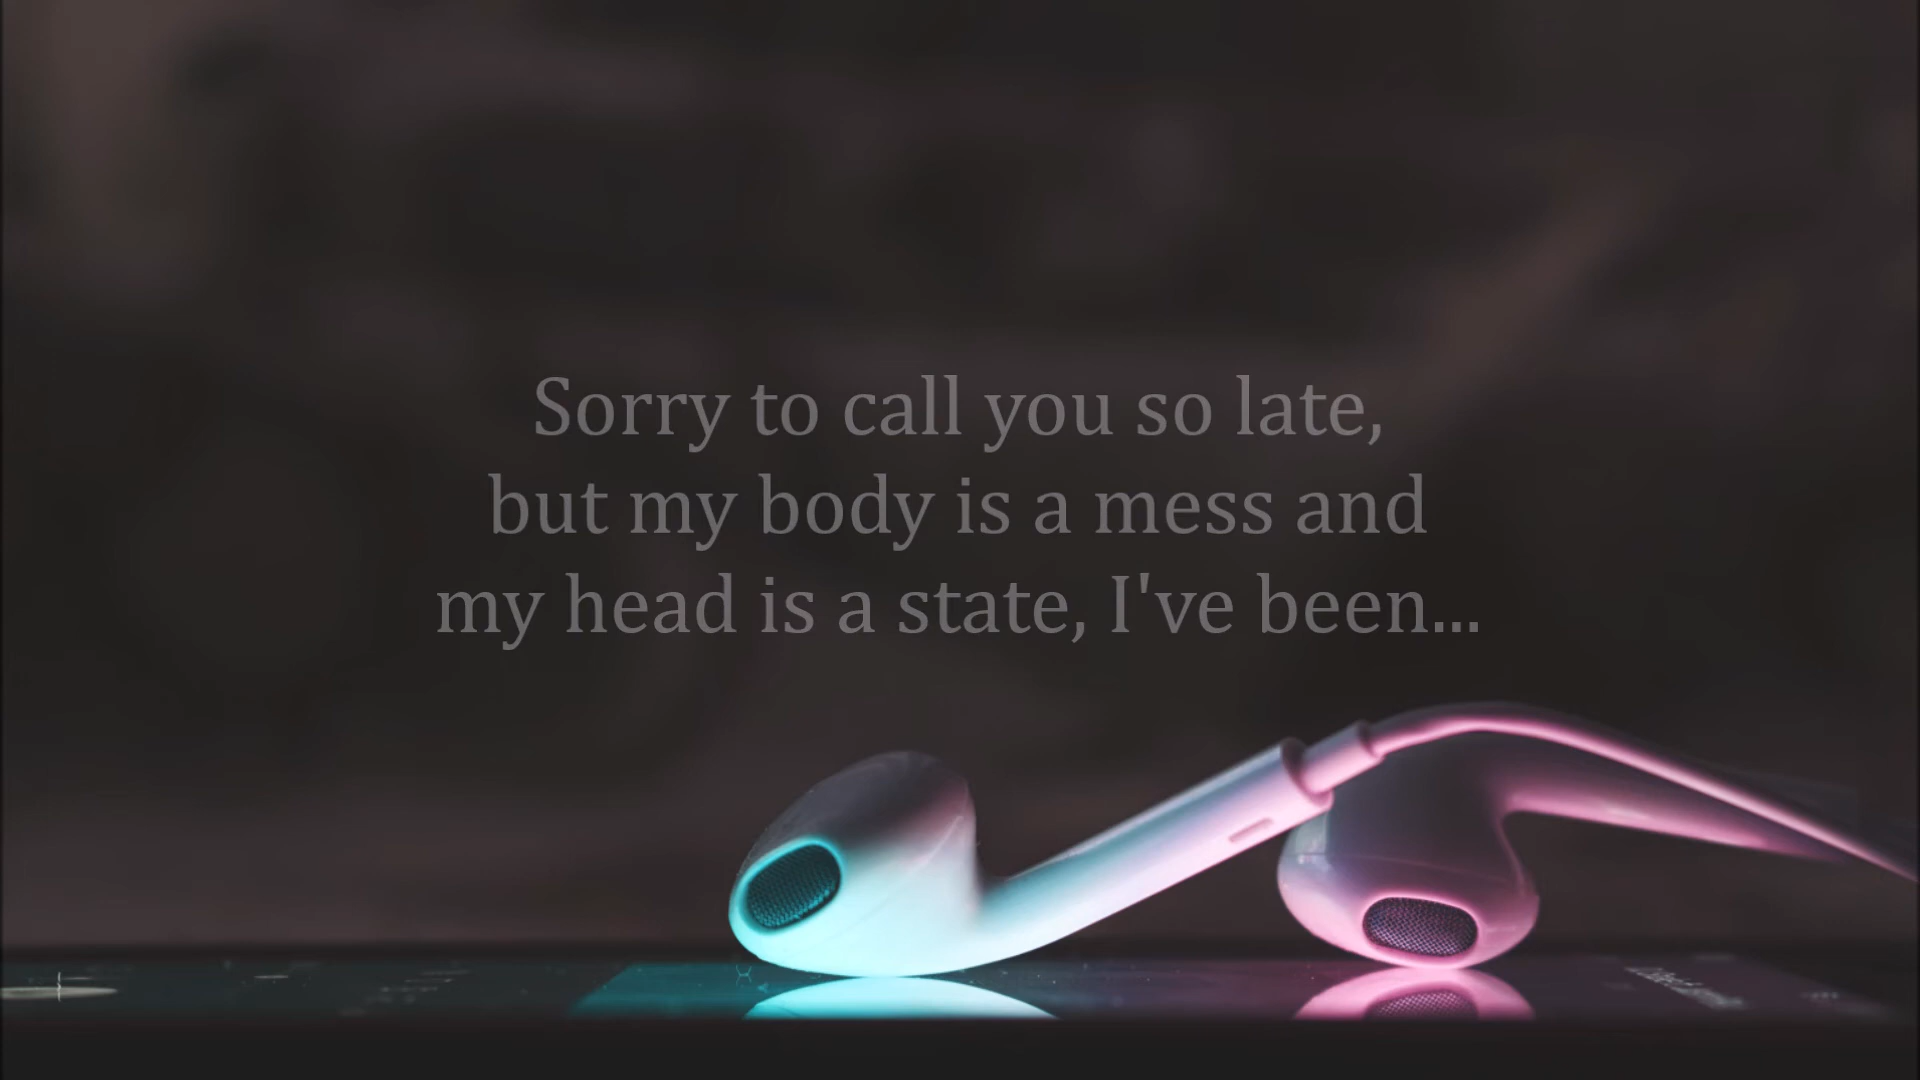 Sorry to call you so late,
but my body is a mess and
my head is a state, I've been...